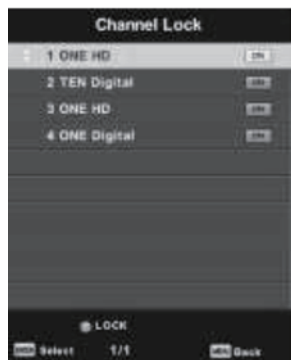 Channel Lock
1 ONE HD
2 TEN Digital
3 ONE HD
4 ONE Digital
LOCK
Select 1/1 Back